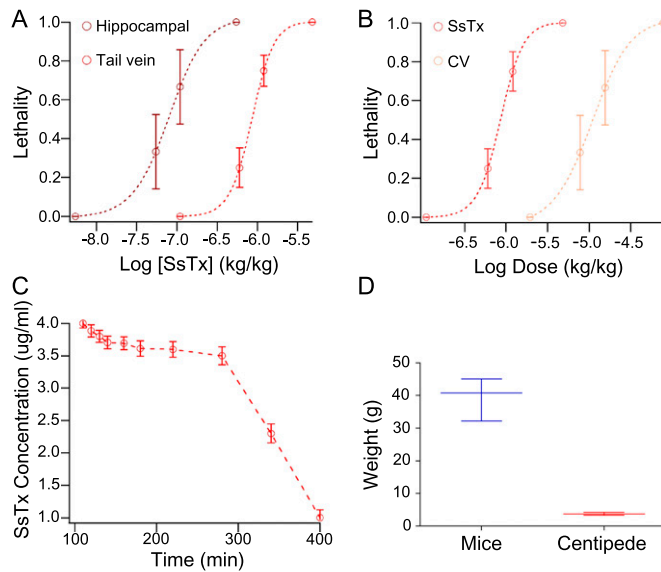 A
Hippocampal
Tail vein
Lethality
1.0
0.8
0.6
0.4
0.2
0.0
-8.0 -7.5 -7.0 -6.5 -6.0 -5.5
Log [SsTx] (kg/kg)
B
SsTx
CV
Lethality
1.0
0.8
0.6
0.4
0.2
0.0
-6.5 -6.0 -5.5 -5.0 -4.5 -4.0
Log Dose (kg/kg)
C
SsTx Concentration (ug/ml)
4.0
3.5
3.0
2.5
2.0
1.5
1.0
100 200 300 400
Time (min)
D
Weight (g)
50
40
30
20
10
0
Mice Centipede